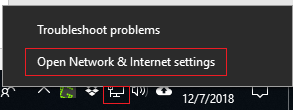 Troubleshoot problems
Open Network & Internet settings
12/7/2018